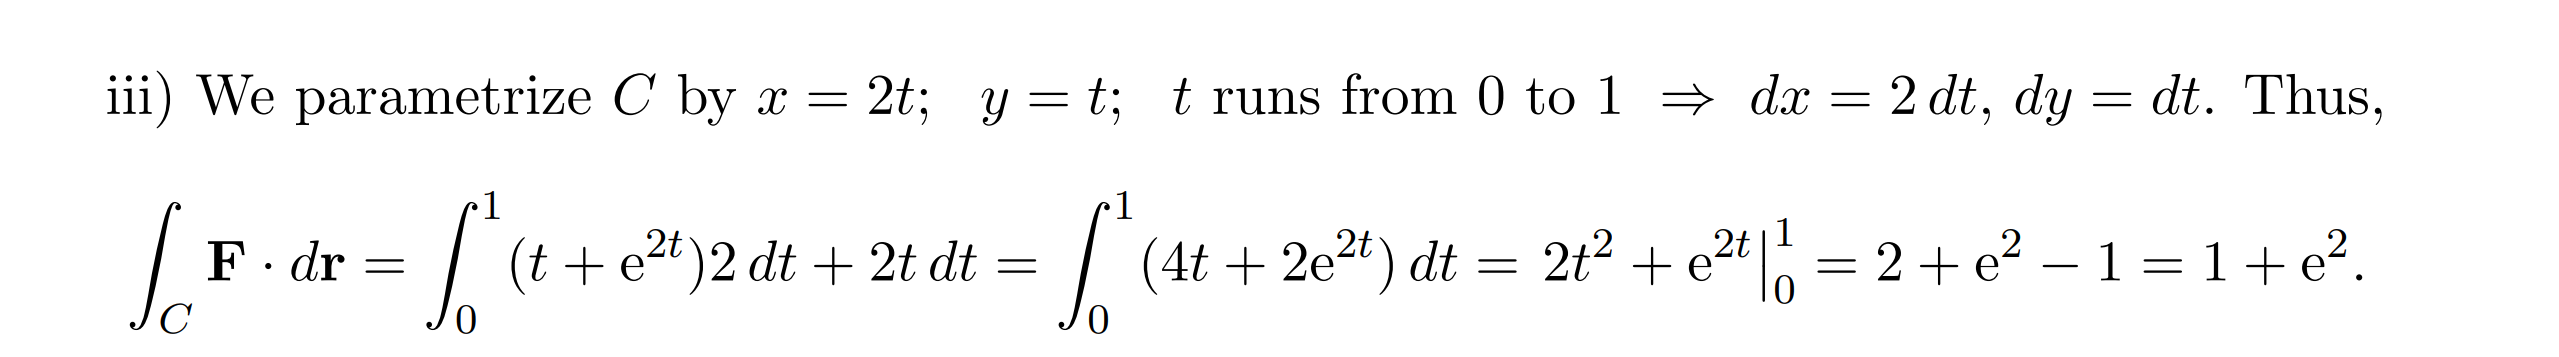 iii) We parametrize C by x = 2t; y = t; t runs from 0 to 1 ⇒ dx = 2 dt, dy = dt. Thus,
∫_C F · dr = ∫_0^1 (t + e^{2t})2 dt + 2t dt = ∫_0^1 (4t + 2e^{2t}) dt = 2t^2 + e^{2t}|_0^1 = 2 + e^2 − 1 = 1 + e^2.